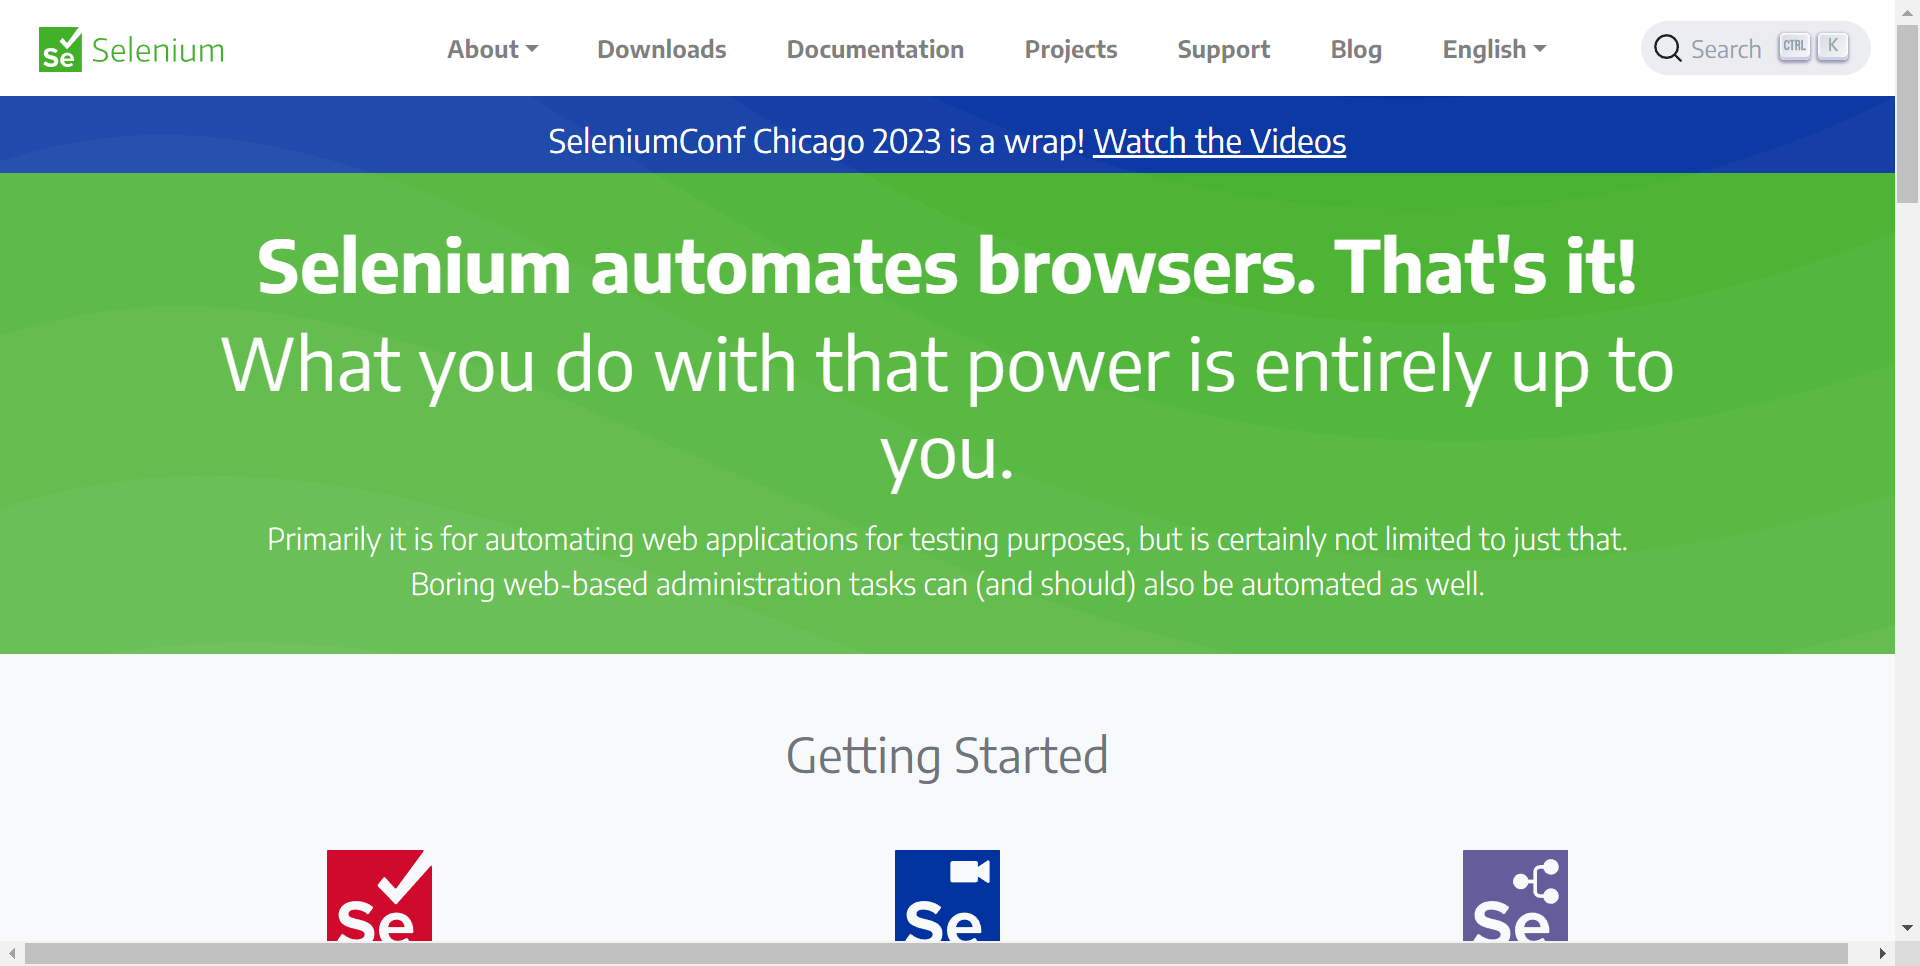 Se Selenium
About Downloads Documentation Projects Support Blog English Search CTRL K
SeleniumConf Chicago 2023 is a wrap! Watch the Videos
Selenium automates browsers. That's it!
What you do with that power is entirely up to
you.
Primarily it is for automating web applications for testing purposes, but is certainly not limited to just that.
Boring web-based administration tasks can (and should) also be automated as well.
Getting Started
Se Se Se